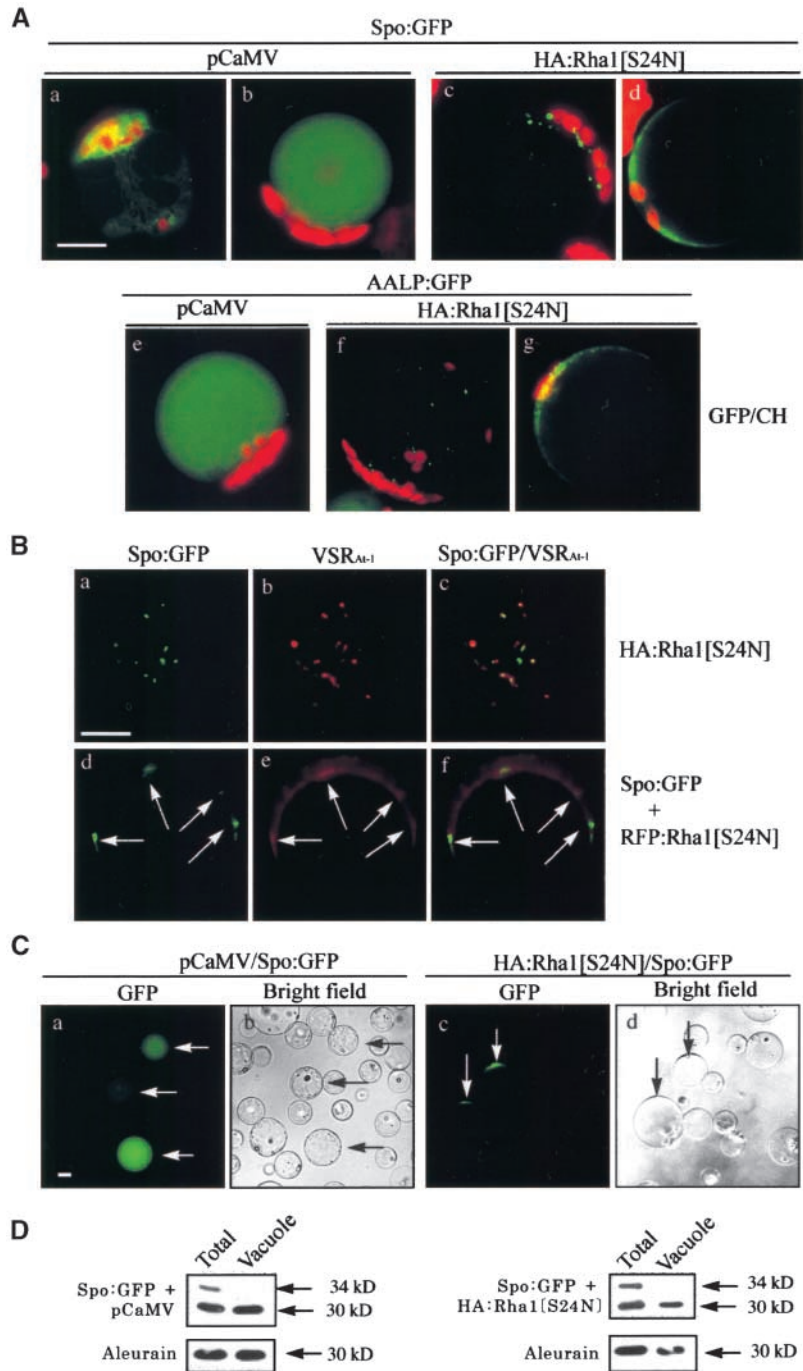 A
Spo:GFP
pCaMV HA:Rha1[S24N]
a b c d
AALP:GFP
pCaMV HA:Rha1[S24N]
e f g
GFP/CH
B
Spo:GFP VSRAt-1 Spo:GFP/VSRAt-1
a b c
HA:Rha1[S24N]
d e f
Spo:GFP
+
RFP:Rha1[S24N]
C
pCaMV/Spo:GFP HA:Rha1[S24N]/Spo:GFP
GFP Bright field GFP Bright field
a b c d
D
Total Vacuole Total Vacuole
Spo:GFP + 34 kD Spo:GFP + 34 kD
pCaMV 30 kD HA:Rha1[S24N] 30 kD
Aleurain 30 kD Aleurain 30 kD